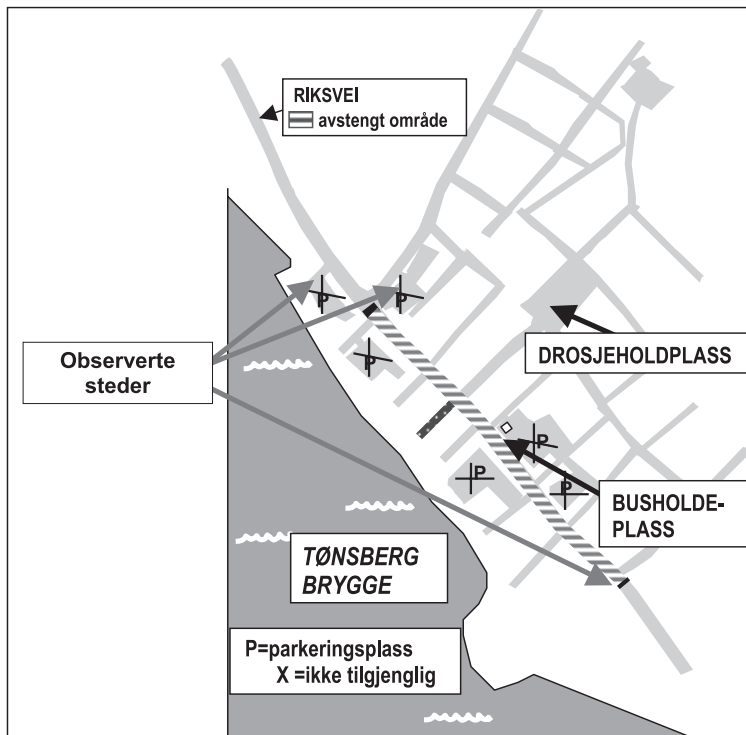 RIKSVEI
avstengt område
P
P
Observerte
steder
P
DROSJEHOLDPLASS
P
P
P
BUSHOLDE-
PLASS
TØNSBERG
BRYGGE
P=parkeringsplass
X =ikke tilgjenglig